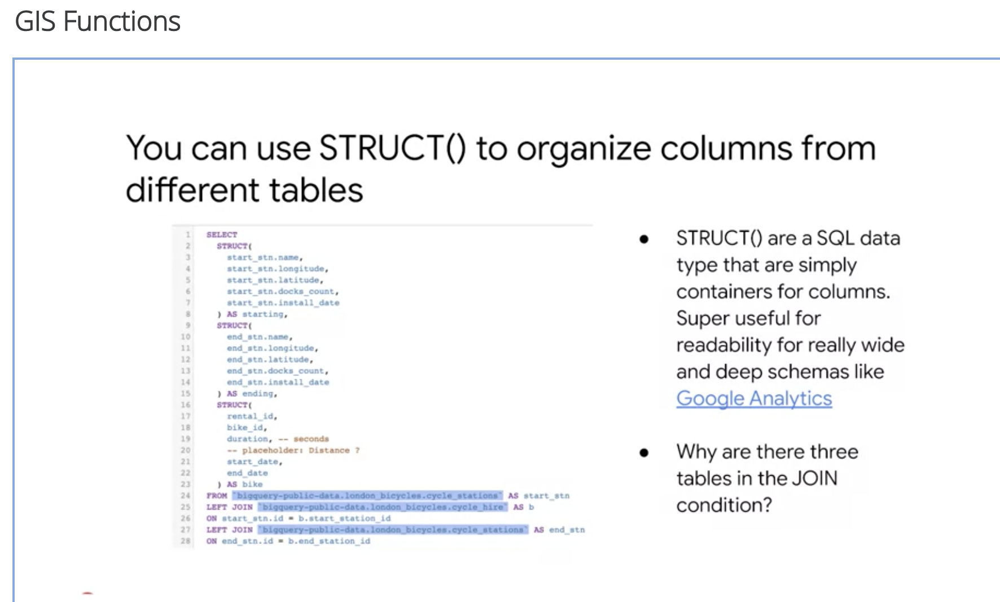 GIS Functions
You can use STRUCT() to organize columns from
different tables
1 SELECT
2 STRUCT(
3 start_stn.name,
4 start_stn.longitude,
5 start_stn.latitude,
6 start_stn.docks_count,
7 start_stn.install_date
8 ) AS starting,
9 STRUCT(
10 end_stn.name,
11 end_stn.longitude,
12 end_stn.latitude,
13 end_stn.docks_count,
14 end_stn.install_date
15 ) AS ending,
16 STRUCT(
17 rental_id,
18 bike_id,
19 duration, -- seconds
20 -- placeholder: Distance ?
21 start_date,
22 end_date
23 ) AS bike
24 FROM `bigquery-public-data.london_bicycles.cycle_stations` AS start_stn
25 LEFT JOIN `bigquery-public-data.london_bicycles.cycle_hire` AS b
26 ON start_stn.id = b.start_station_id
27 LEFT JOIN `bigquery-public-data.london_bicycles.cycle_stations` AS end_stn
28 ON end_stn.id = b.end_station_id
● STRUCT() are a SQL data
type that are simply
containers for columns.
Super useful for
readability for really wide
and deep schemas like
Google Analytics
● Why are there three
tables in the JOIN
condition?